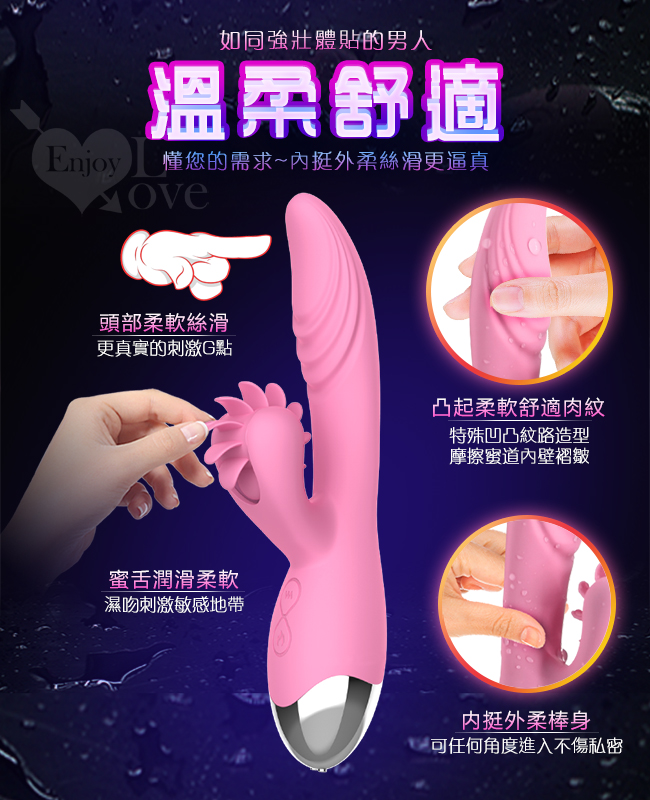 如同強壯體貼的男人
溫柔舒適
懂您的需求~內挺外柔絲滑更逼真
Enjoy Love
頭部柔軟絲滑
更真實的刺激G點
凸起柔軟舒適肉紋
特殊凹凸紋路造型
摩擦蜜道內壁褶皺
蜜舌潤滑柔軟
濕吻刺激敏感地帶
內挺外柔棒身
可任何角度進入不傷私密